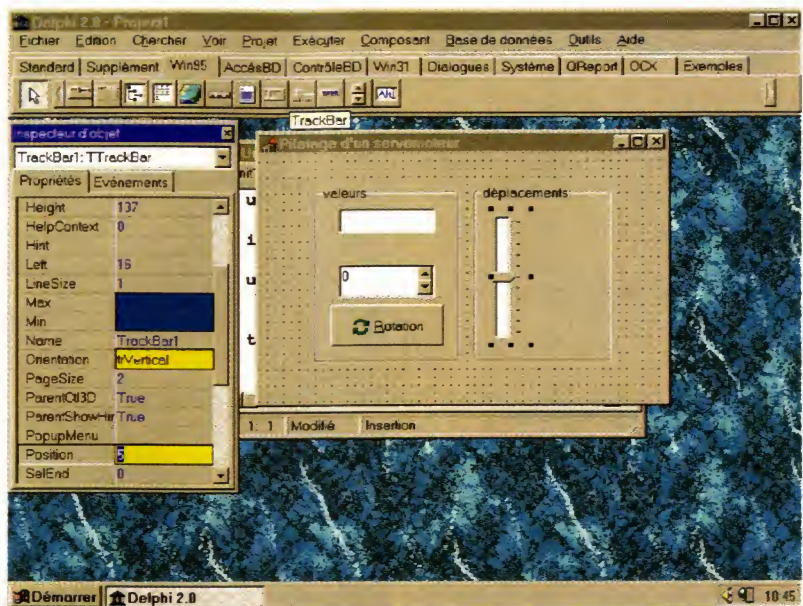 Delphi 2.0 - Project1
Fichier Edition Chercher Voir Projet Exécuter Composant Base de données Outils Aide
Standard Supplément Win95 AccèsBD ContrôleBD Win31 Dialogues Système QReport OCX Exemples
TrackBar
Inspecteur d'objet
TrackBar1: TTrackBar
Propriétés Evénements
Height 137
HelpContext 0
Hint
Left 16
LineSize 1
Max
Min
Name TrackBar1
Orientation trVertical
PageSize 2
ParentCtl3D True
ParentShowHin True
PopupMenu
Position 5
SelEnd 0
Pilotage d'un servomoteur
valeurs
0
Rotation
déplacements
1: 1 Modifié Insertion
Démarrer Delphi 2.0 10:45